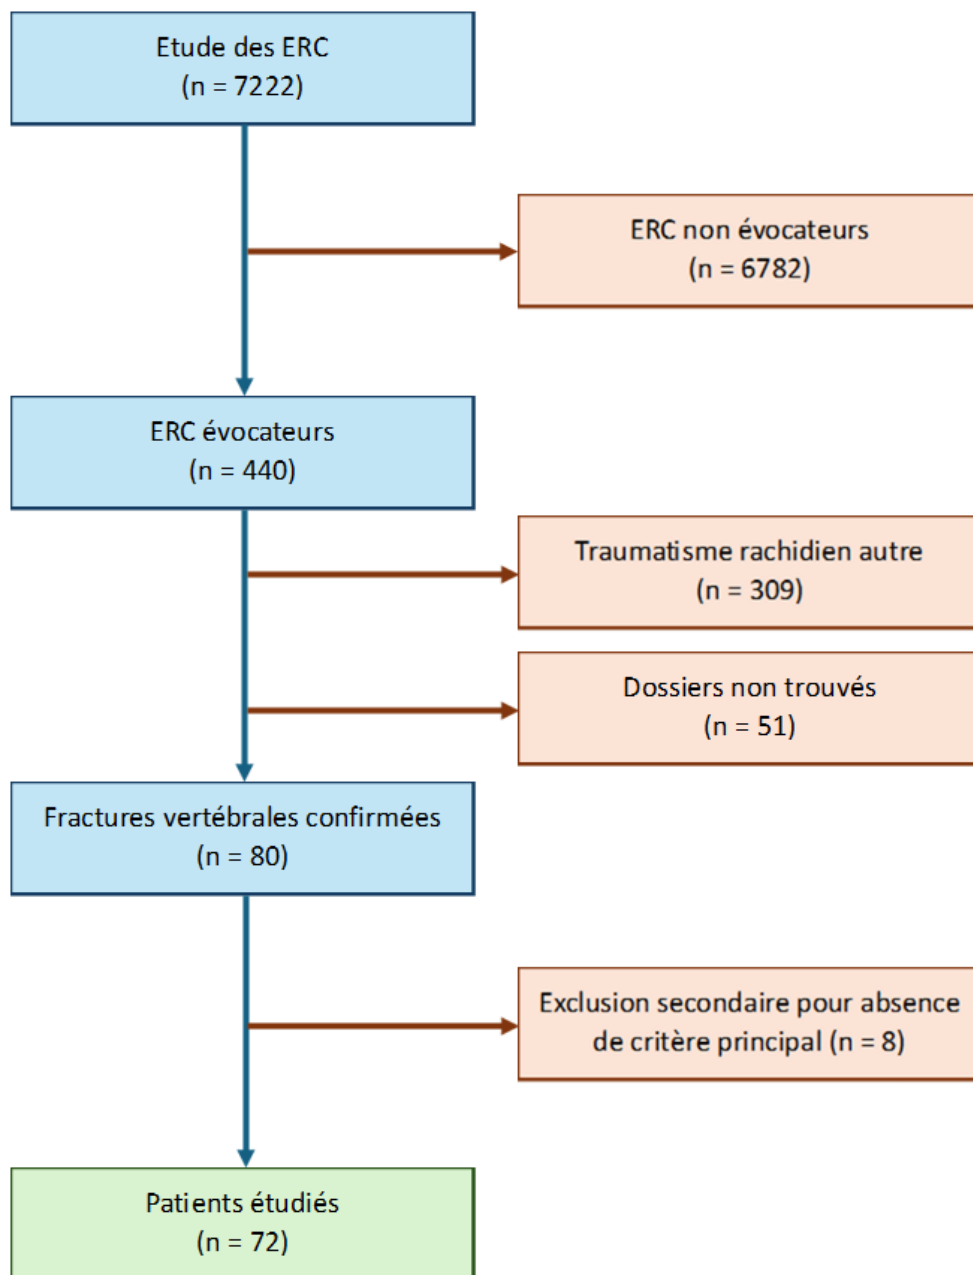 Etude des ERC
(n = 7222)
ERC non évocateurs
(n = 6782)
ERC évocateurs
(n = 440)
Traumatisme rachidien autre
(n = 309)
Dossiers non trouvés
(n = 51)
Fractures vertébrales confirmées
(n = 80)
Exclusion secondaire pour absence
de critère principal (n = 8)
Patients étudiés
(n = 72)